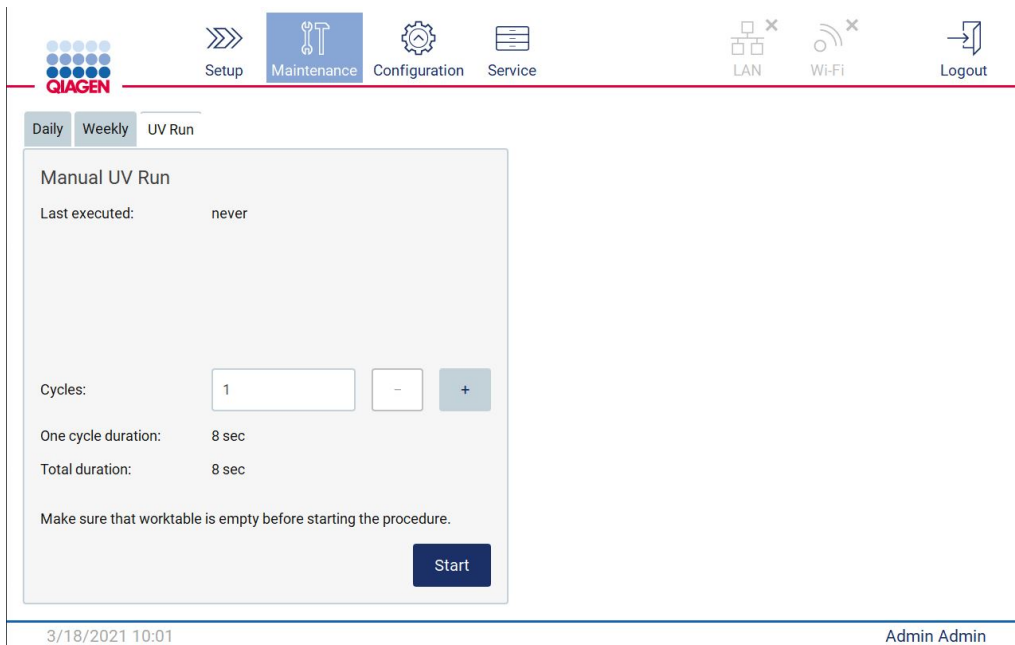 QIAGEN
Setup
Maintenance
Configuration
Service
LAN
Wi-Fi
Logout
Daily
Weekly
UV Run
Manual UV Run
Last executed: never
Cycles: 1 − +
One cycle duration: 8 sec
Total duration: 8 sec
Make sure that worktable is empty before starting the procedure.
Start
3/18/2021 10:01
Admin Admin